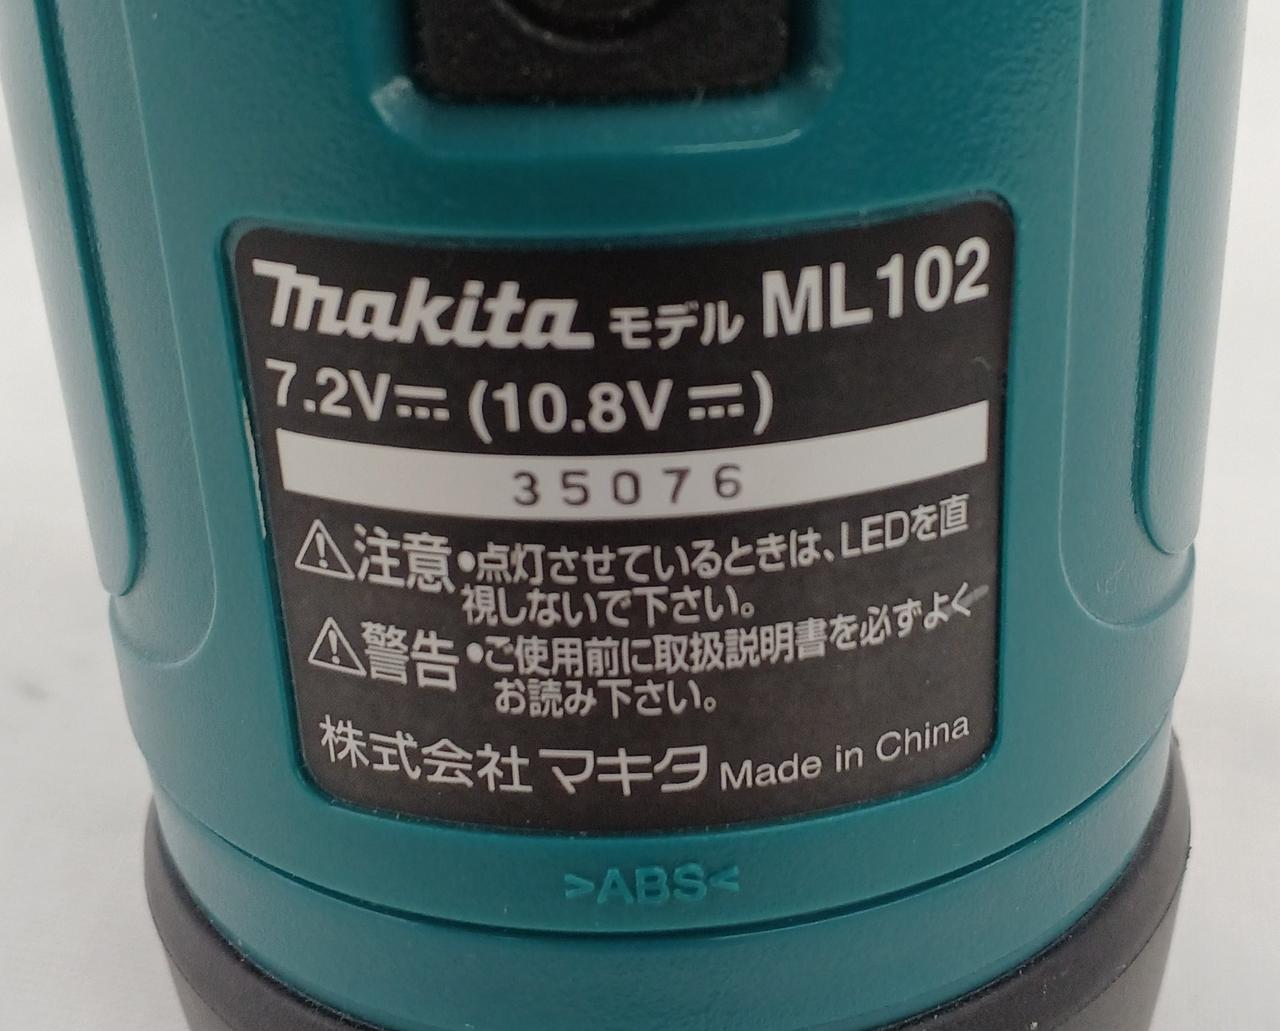 makita モデル ML102
7.2V⎓ (10.8V⎓)
35076
⚠注意 •点灯させているときは、LEDを直
視しないで下さい。
⚠警告 •ご使用前に取扱説明書を必ずよく
お読み下さい。
株式会社 マキタ Made in China
>ABS<